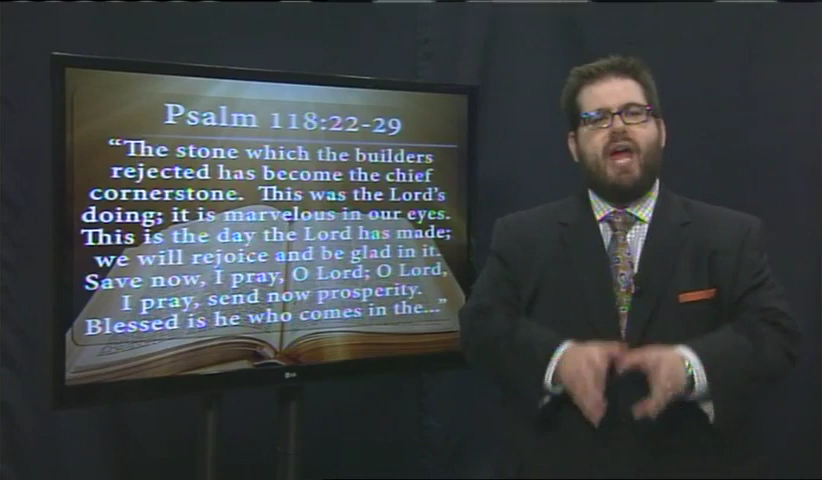 Psalm 118:22-29
“The stone which the builders
rejected has become the chief
cornerstone. This was the Lord’s
doing; it is marvelous in our eyes.
This is the day the Lord has made;
we will rejoice and be glad in it.
Save now, I pray, O Lord; O Lord,
I pray, send now prosperity.
Blessed is he who comes in the...”